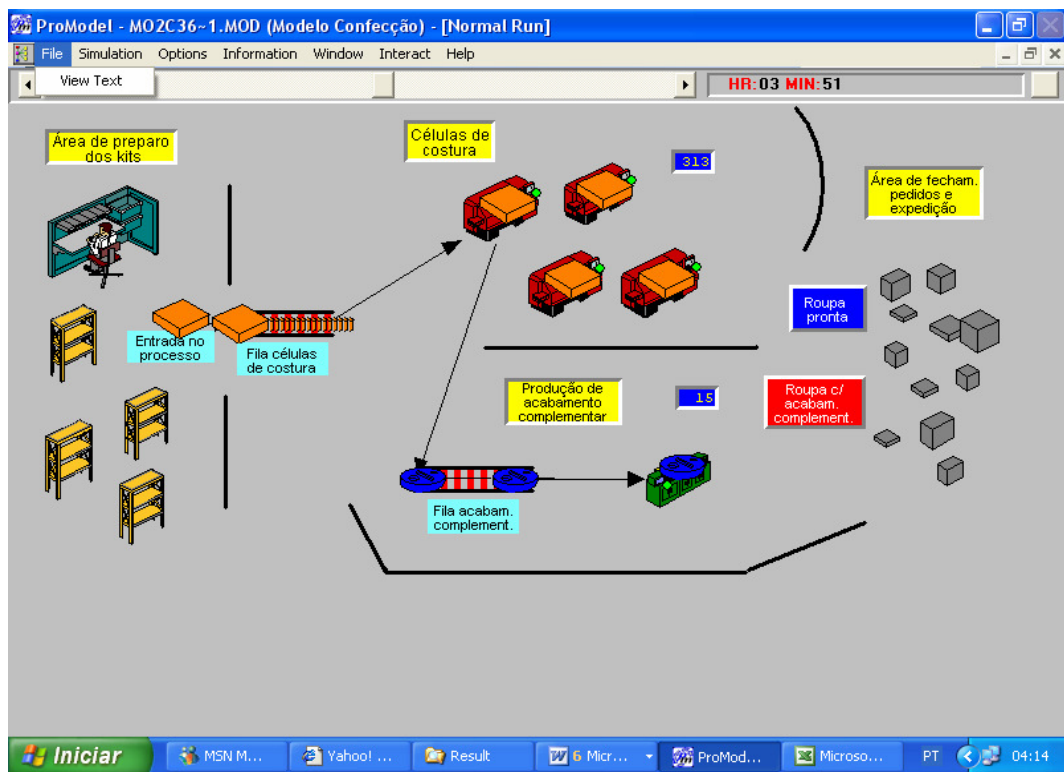 ProModel - MO2C36~1.MOD (Modelo Confecção) - [Normal Run]
File Simulation Options Information Window Interact Help
View Text
HR:03 MIN:51
Área de preparo
dos kits
Células de
costura
313
Área de fecham.
pedidos e
expedição
Roupa
pronta
Entrada no
processo
Fila células
de costura
Produção de
acabamento
complementar
15
Roupa c/
acabam.
complement.
Fila acabam.
complement.
Iniciar
MSN M...
Yahoo! ...
Result
6 Micr...
ProMod...
Microso...
PT
04:14